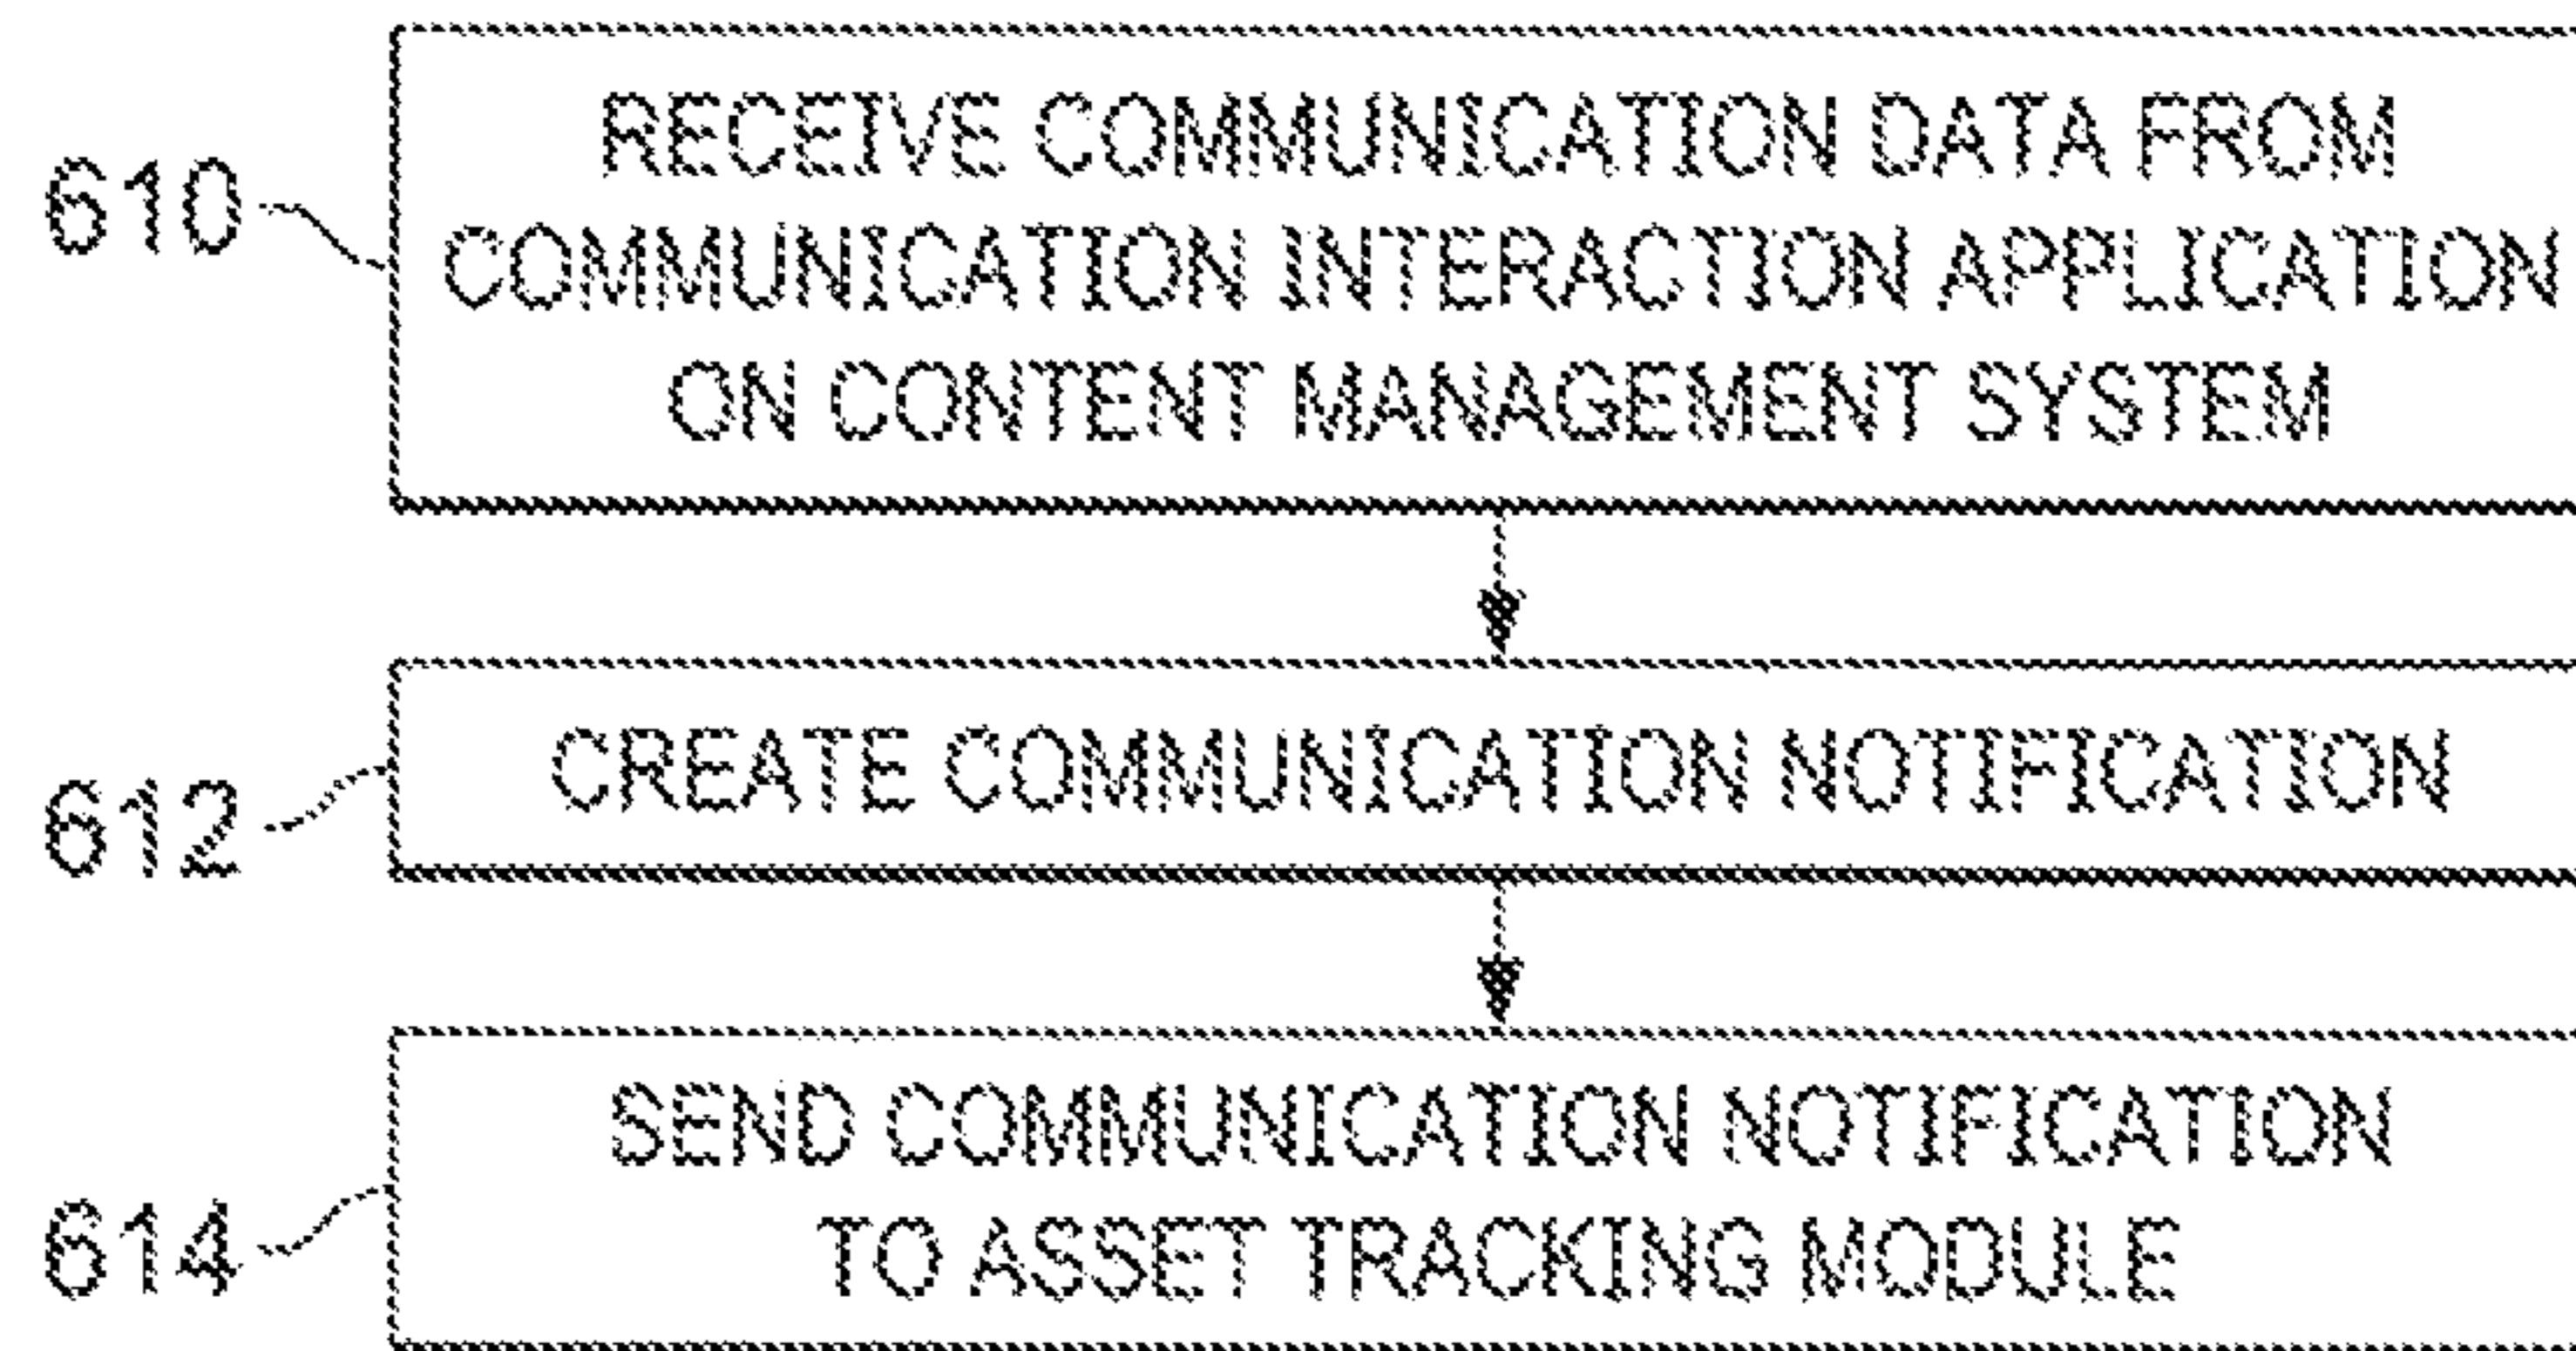 610
RECEIVE COMMUNICATION DATA FROM
COMMUNICATION INTERACTION APPLICATION
ON CONTENT MANAGEMENT SYSTEM
612
CREATE COMMUNICATION NOTIFICATION
614
SEND COMMUNICATION NOTIFICATION
TO ASSET TRACKING MODULE